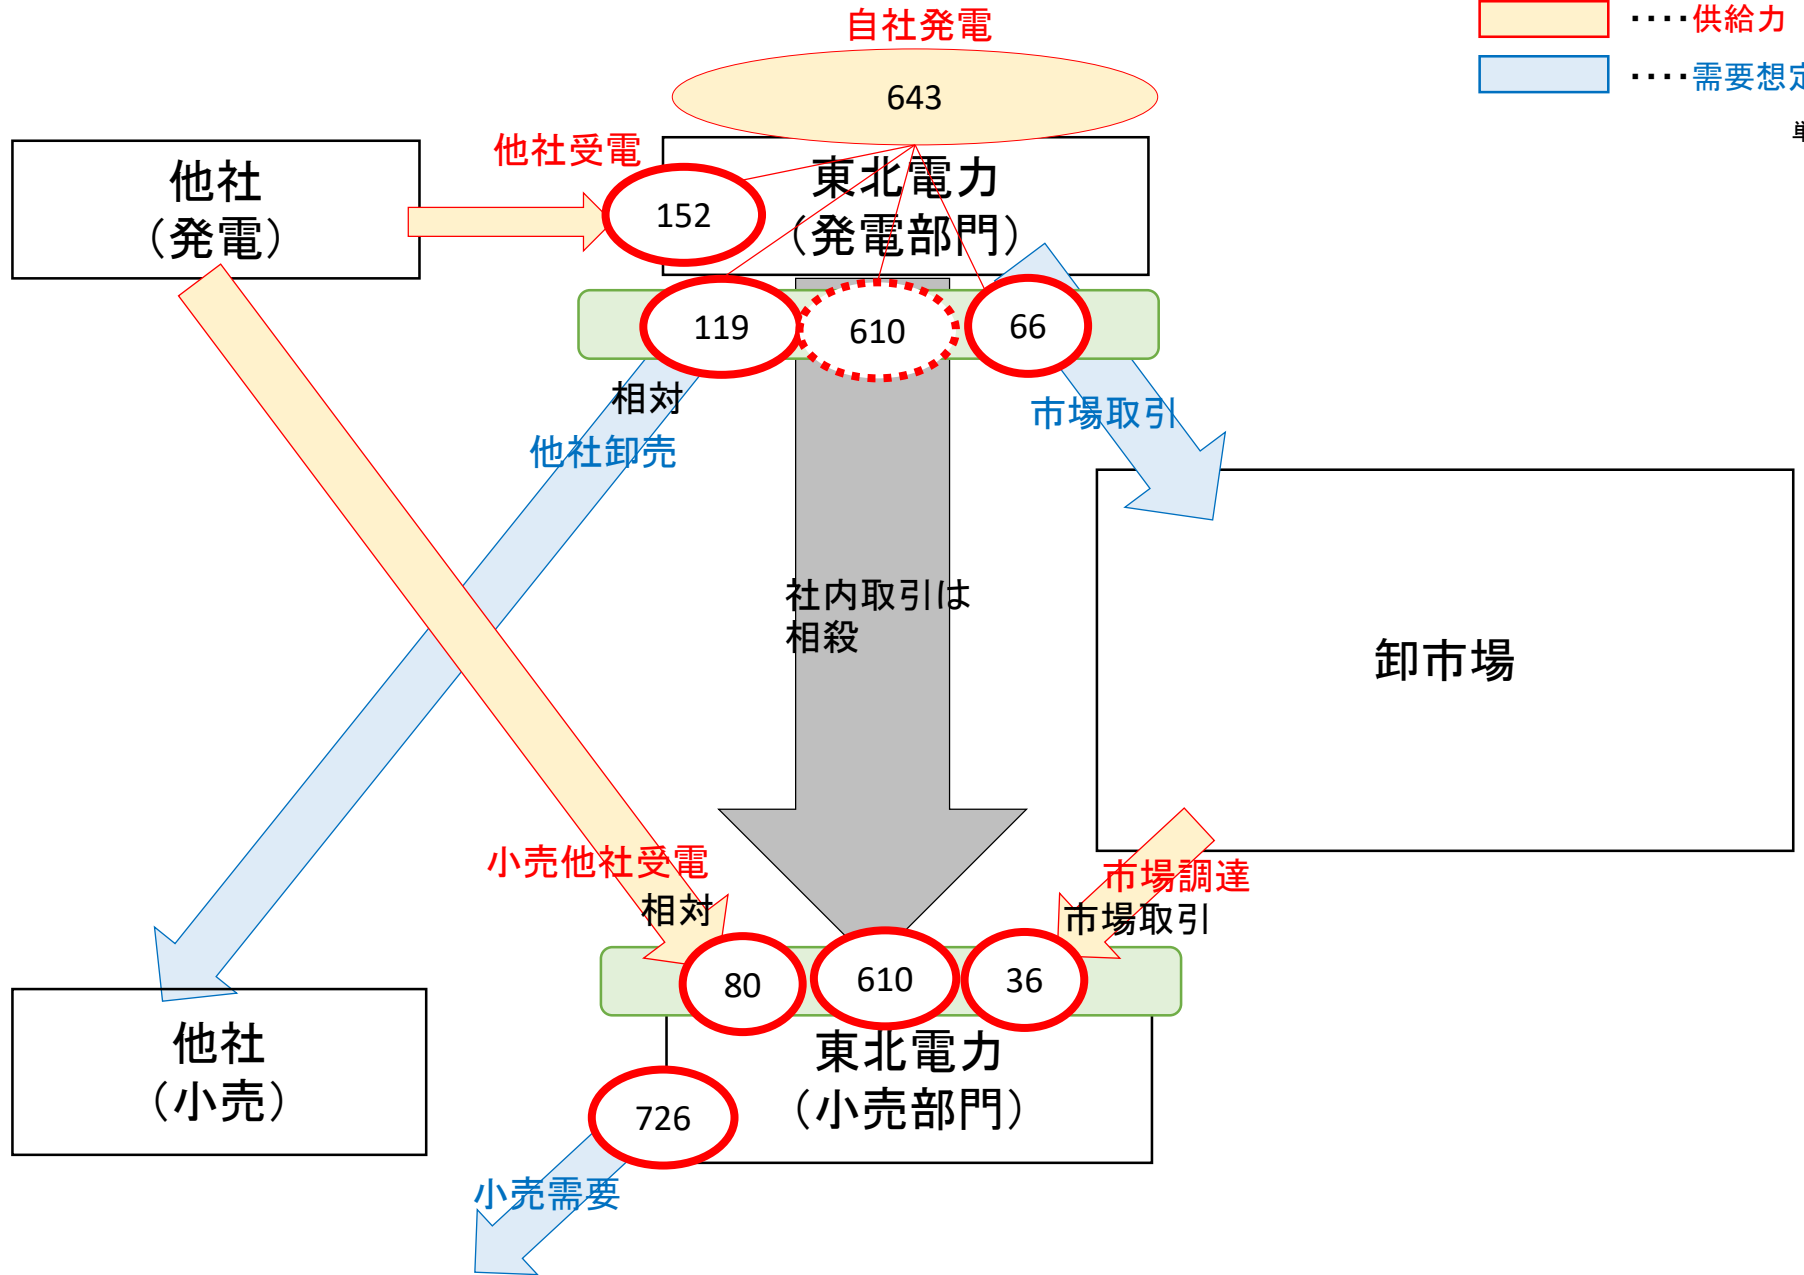 自社発電
････供給力
････需要想定
643
他社受電
他社
（発電）
152
東北電力
（発電部門）
119
610
66
相対
他社卸売
市場取引
社内取引は
相殺
卸市場
小売他社受電
相対
市場調達
市場取引
80
610
36
他社
（小売）
東北電力
（小売部門）
726
小売需要